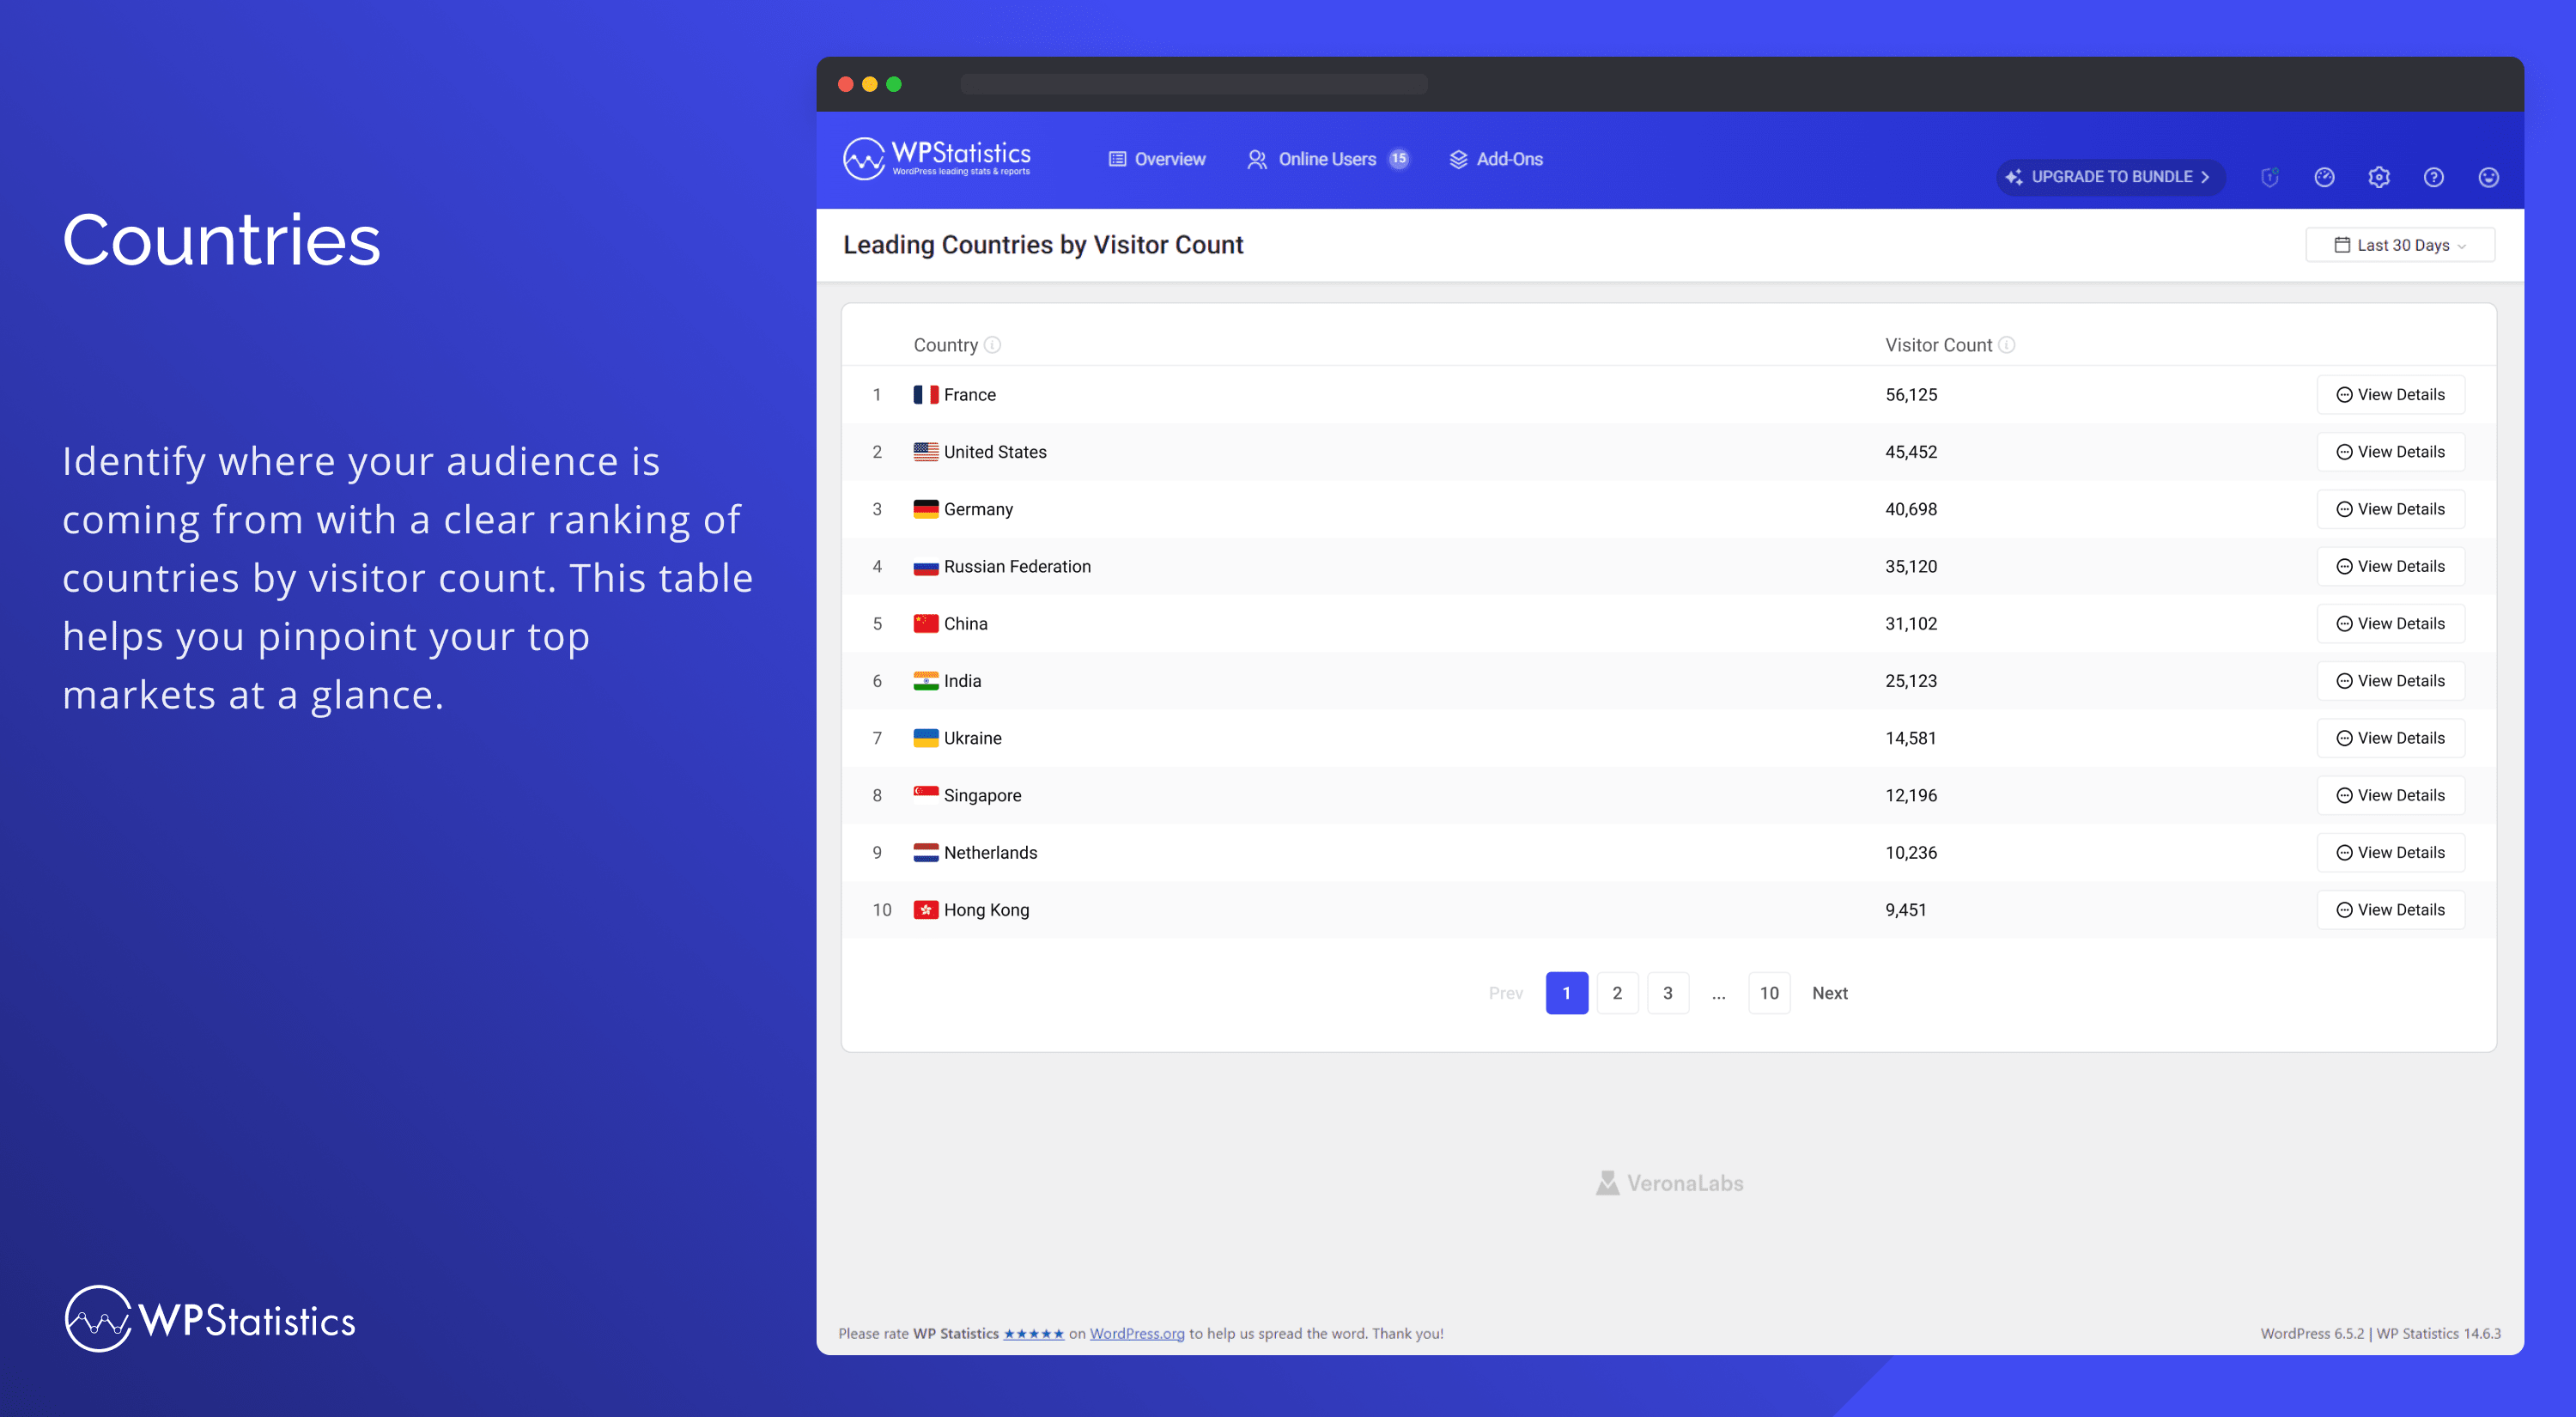 Countries
Identify where your audience is
coming from with a clear ranking of
countries by visitor count. This table
helps you pinpoint your top
markets at a glance.
WPStatistics
WPStatistics
WordPress leading stats & reports
Overview
Online Users 15
Add-Ons
UPGRADE TO BUNDLE
Leading Countries by Visitor Count
Last 30 Days
Country Visitor Count
1 France 56,125 View Details
2 United States 45,452 View Details
3 Germany 40,698 View Details
4 Russian Federation 35,120 View Details
5 China 31,102 View Details
6 India 25,123 View Details
7 Ukraine 14,581 View Details
8 Singapore 12,196 View Details
9 Netherlands 10,236 View Details
10 Hong Kong 9,451 View Details
Prev 1 2 3 ... 10 Next
VeronaLabs
Please rate WP Statistics ★★★★★ on WordPress.org to help us spread the word. Thank you!
WordPress 6.5.2 | WP Statistics 14.6.3